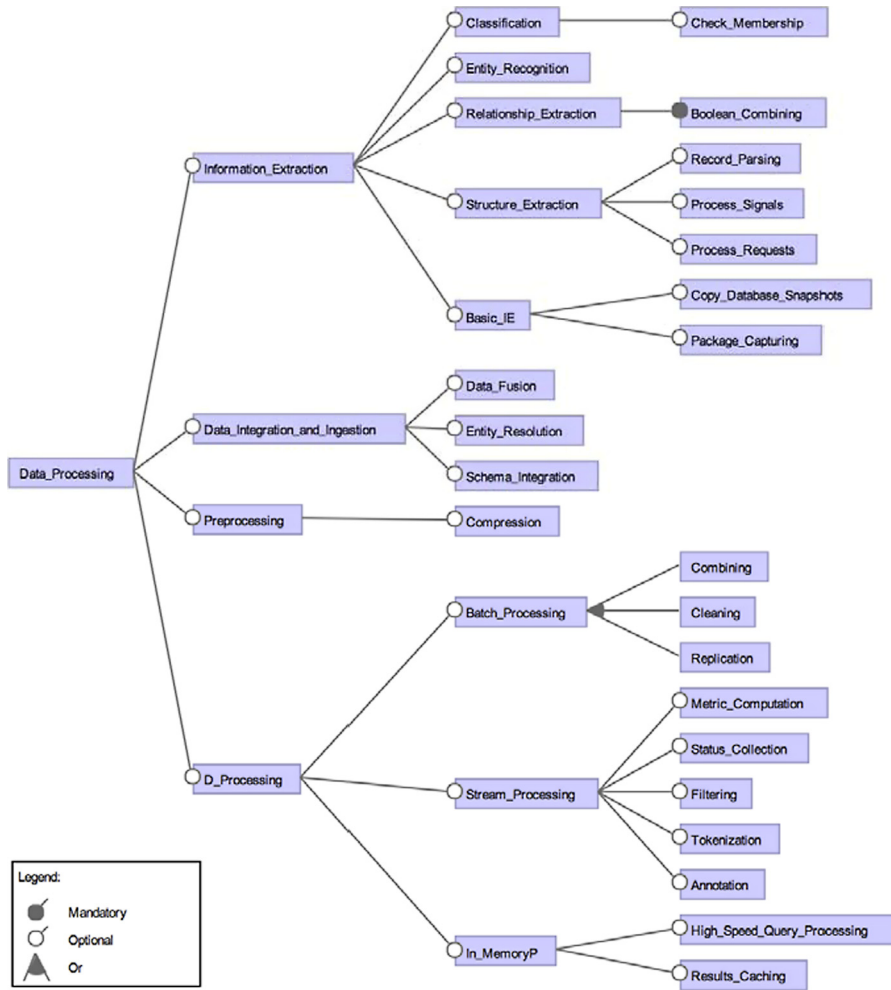 Classification
Check_Membership
Entity_Recognition
Relationship_Extraction
Boolean_Combining
Information_Extraction
Record_Parsing
Structure_Extraction
Process_Signals
Process_Requests
Basic_IE
Copy_Database_Snapshots
Package_Capturing
Data_Fusion
Data_Integration_and_Ingestion
Entity_Resolution
Data_Processing
Schema_Integration
Preprocessing
Compression
Combining
Batch_Processing
Cleaning
Replication
Metric_Computation
Status_Collection
D_Processing
Stream_Processing
Filtering
Tokenization
Annotation
In_MemoryP
High_Speed_Query_Processing
Results_Caching
Legend:
Mandatory
Optional
Or